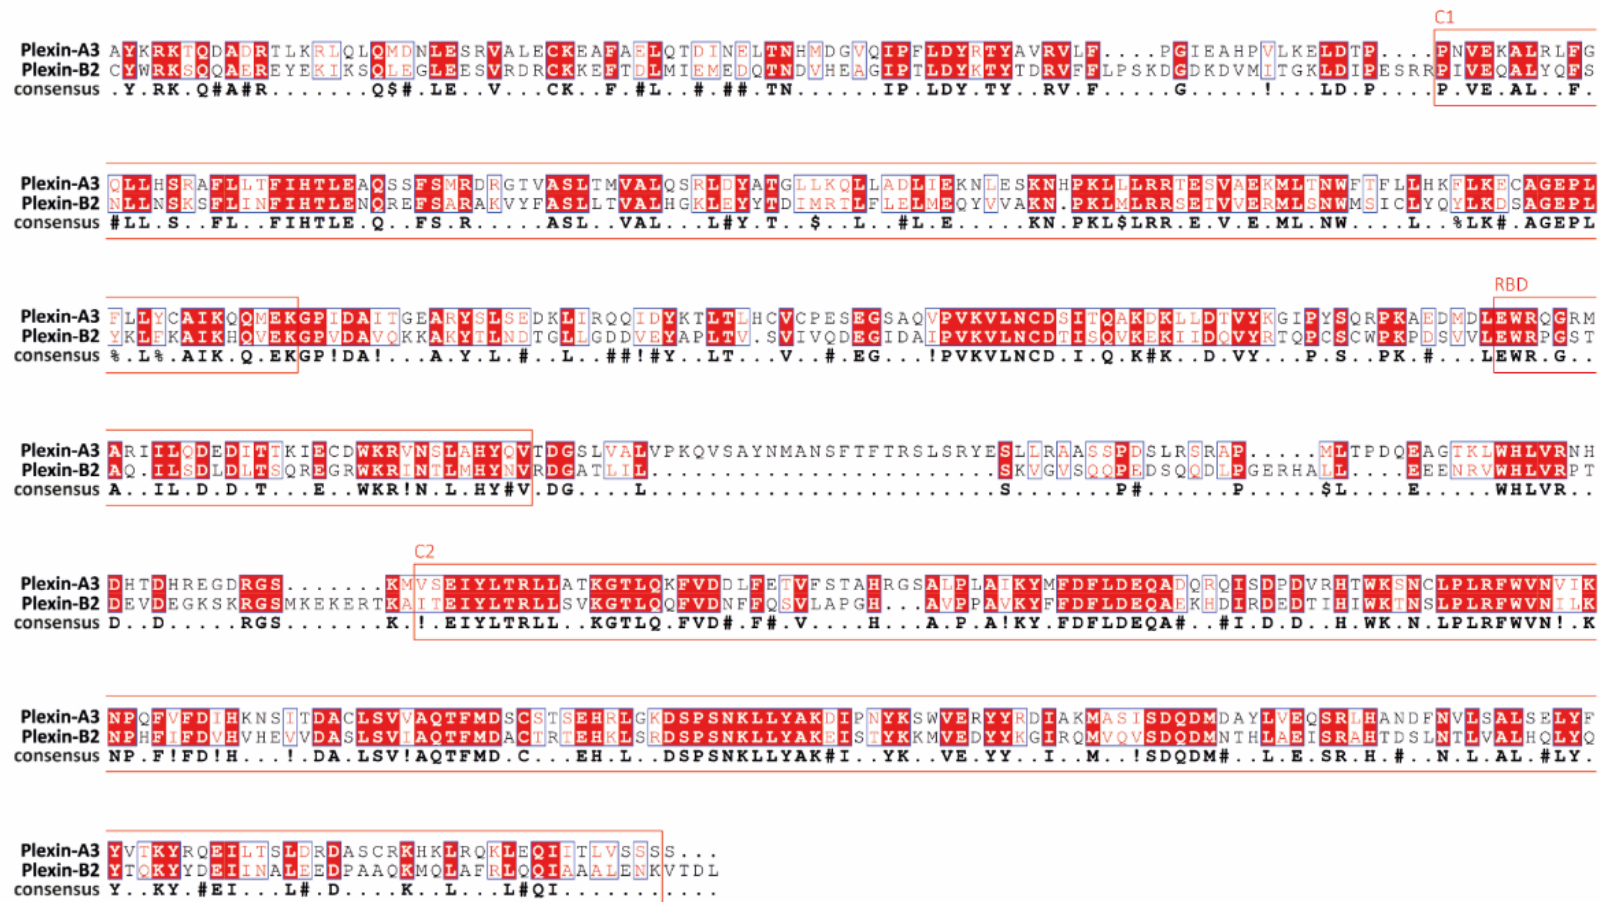 C1
Plexin-A3 AYKRKTQDADRTLKRLQLQMDNLESRVALECKEAFAELQTDINELTNHMDGVQIPFLDYRTYAVRVLF....PGIEAHPVLKELDTP....PNVEKALRLFG
Plexin-B2 CYWRKSQQAEREYEKIKSQLEGLEESVRDRCKKEFTDLMIEMEDQTNDVHEAGIPTLDYKTYTDRVFFLPSKDGDKDVMITGKLDIPESRRPIVEQALYQFS
consensus .Y.RK.Q#A#R.......Q$#.LE..V...CK..F.#L..#.##.TN......IP.LDY.TY..RV.F.....G.....!...LD.P....P.VE.AL..F.
Plexin-A3 QLLHSRAFLLTFIHTLEAQSSFSMRDRGTVASLTMVALQSRLDYATGLLKQLLADLIEKNLESKNHPKLLLRRTESVAEKMLTNWFTFLLHKFLKECAGEPL
Plexin-B2 NLLNSKSFLINFIHTLENQREFSARAKVYFASLLTVALHGKLEYYTDIMRTLFLELMEQYVVAKN.PKLMLRRSETVVERMLSNWMSICLYQYLKDSAGEPL
consensus #LL.S..FL..FIHTLE.Q..FS.R.....ASL..VAL...L#Y.T..$..L..#L.E.....KN.PKL$LRR.E.V.E.ML.NW....L..%LK#.AGEPL
RBD
Plexin-A3 FLLYCAIKQQMEKGPIDAITGEARYSLSEDKLIRQQIDYKTLTLHCVCPESEGSAQVPVKVLNCDSITQAKDKLLDTVYKGIPYSQRPKAEDMDLEWRQGRM
Plexin-B2 YKLFKAIKHQVEKGPVDAVQKKAKYTLNDTGLLGDDVEYAPLTV.SVIVQDEGIDAIPVKVLNCDTISQVKEKIIDQVYRTQPCSCWPKPDSVVLEWRPGST
consensus %.L%.AIK.Q.EKGP!DA!...A.Y.L.#..L..##!#Y..LT...V..#.EG...!PVKVLNCD.I.Q.K#K..D.VY...P.S..PK.#...LEWR.G..
Plexin-A3 ARIILQDEDITTKIECDWKRVNSLAHYQVTDGSLVALVPKQVSAYNMANSFTFTRSLSRYESLLRAASSPDSLRSRAP.....MLTPDQEAGTKLWHLVRNH
Plexin-B2 AQ.ILSDLDLTSQREGRWKRINTLMHYNVRDGATLIL........................SKVGVSQQPEDSQQDLPGERHALL....EEENRVWHLVRPT
consensus A..IL.D.D.T...E..WKR!N.L.HY#V.DG....L........................S.......P#......P.....$L....E.....WHLVR..
C2
Plexin-A3 DHTDHREGDRGS.......KMVSEIYLTRLLATKGTLQKFVDDLFETVFSTAHRGSALPLAIKYMFDFLDEQADQRQISDPDVRHTWKSNCLPLRFWVNVIK
Plexin-B2 DEVDEGKSKRGSMKEKERTKAITEIYLTRLLSVKGTLQQFVDNFFQSVLAPGH...AVPPAVKYFFDFLDEQAEKHDIRDEDTIHIWKTNSLPLRFWVNILK
consensus D..D.....RGS.......K.!.EIYLTRLL..KGTLQ.FVD#.F#.V....H...A.P.A!KY.FDFLDEQA#..#I.D.D..H.WK.N.LPLRFWVN!.K
Plexin-A3 NPQFVFDIHKNSITDACLSVVAQTFMDSCSTSEHRLGKDSPSNKLLYAKDIPNYKSWVERYYRDIAKMASISDQDMDAYLVEQSRLHANDFNVLSALSELYF
Plexin-B2 NPHFIFDVHVHEVVDASLSVIAQTFMDACTRTEHKLSRDSPSNKLLYAKEISTYKKMVEDYYKGIRQMVQVSDQDMNTHLAEISRAHTDSLNTLVALHQLYQ
consensus NP.F!FD!H...!.DA.LSV!AQTFMD.C...EH.L..DSPSNKLLYAK#I..YK..VE.YY..I..M..!SDQDM#..L.E.SR.H.#..N.L.AL.#LY.
Plexin-A3 YVTKYRQEILTSLDRDASCRKHKLRQKLEQIITLVSSSS...
Plexin-B2 YTQKYYDEIINALEEDPAAQKMQLAFRLQQIAAALENKVTDL
consensus Y..KY.#EI...L#.D....K..L...L#QI...........